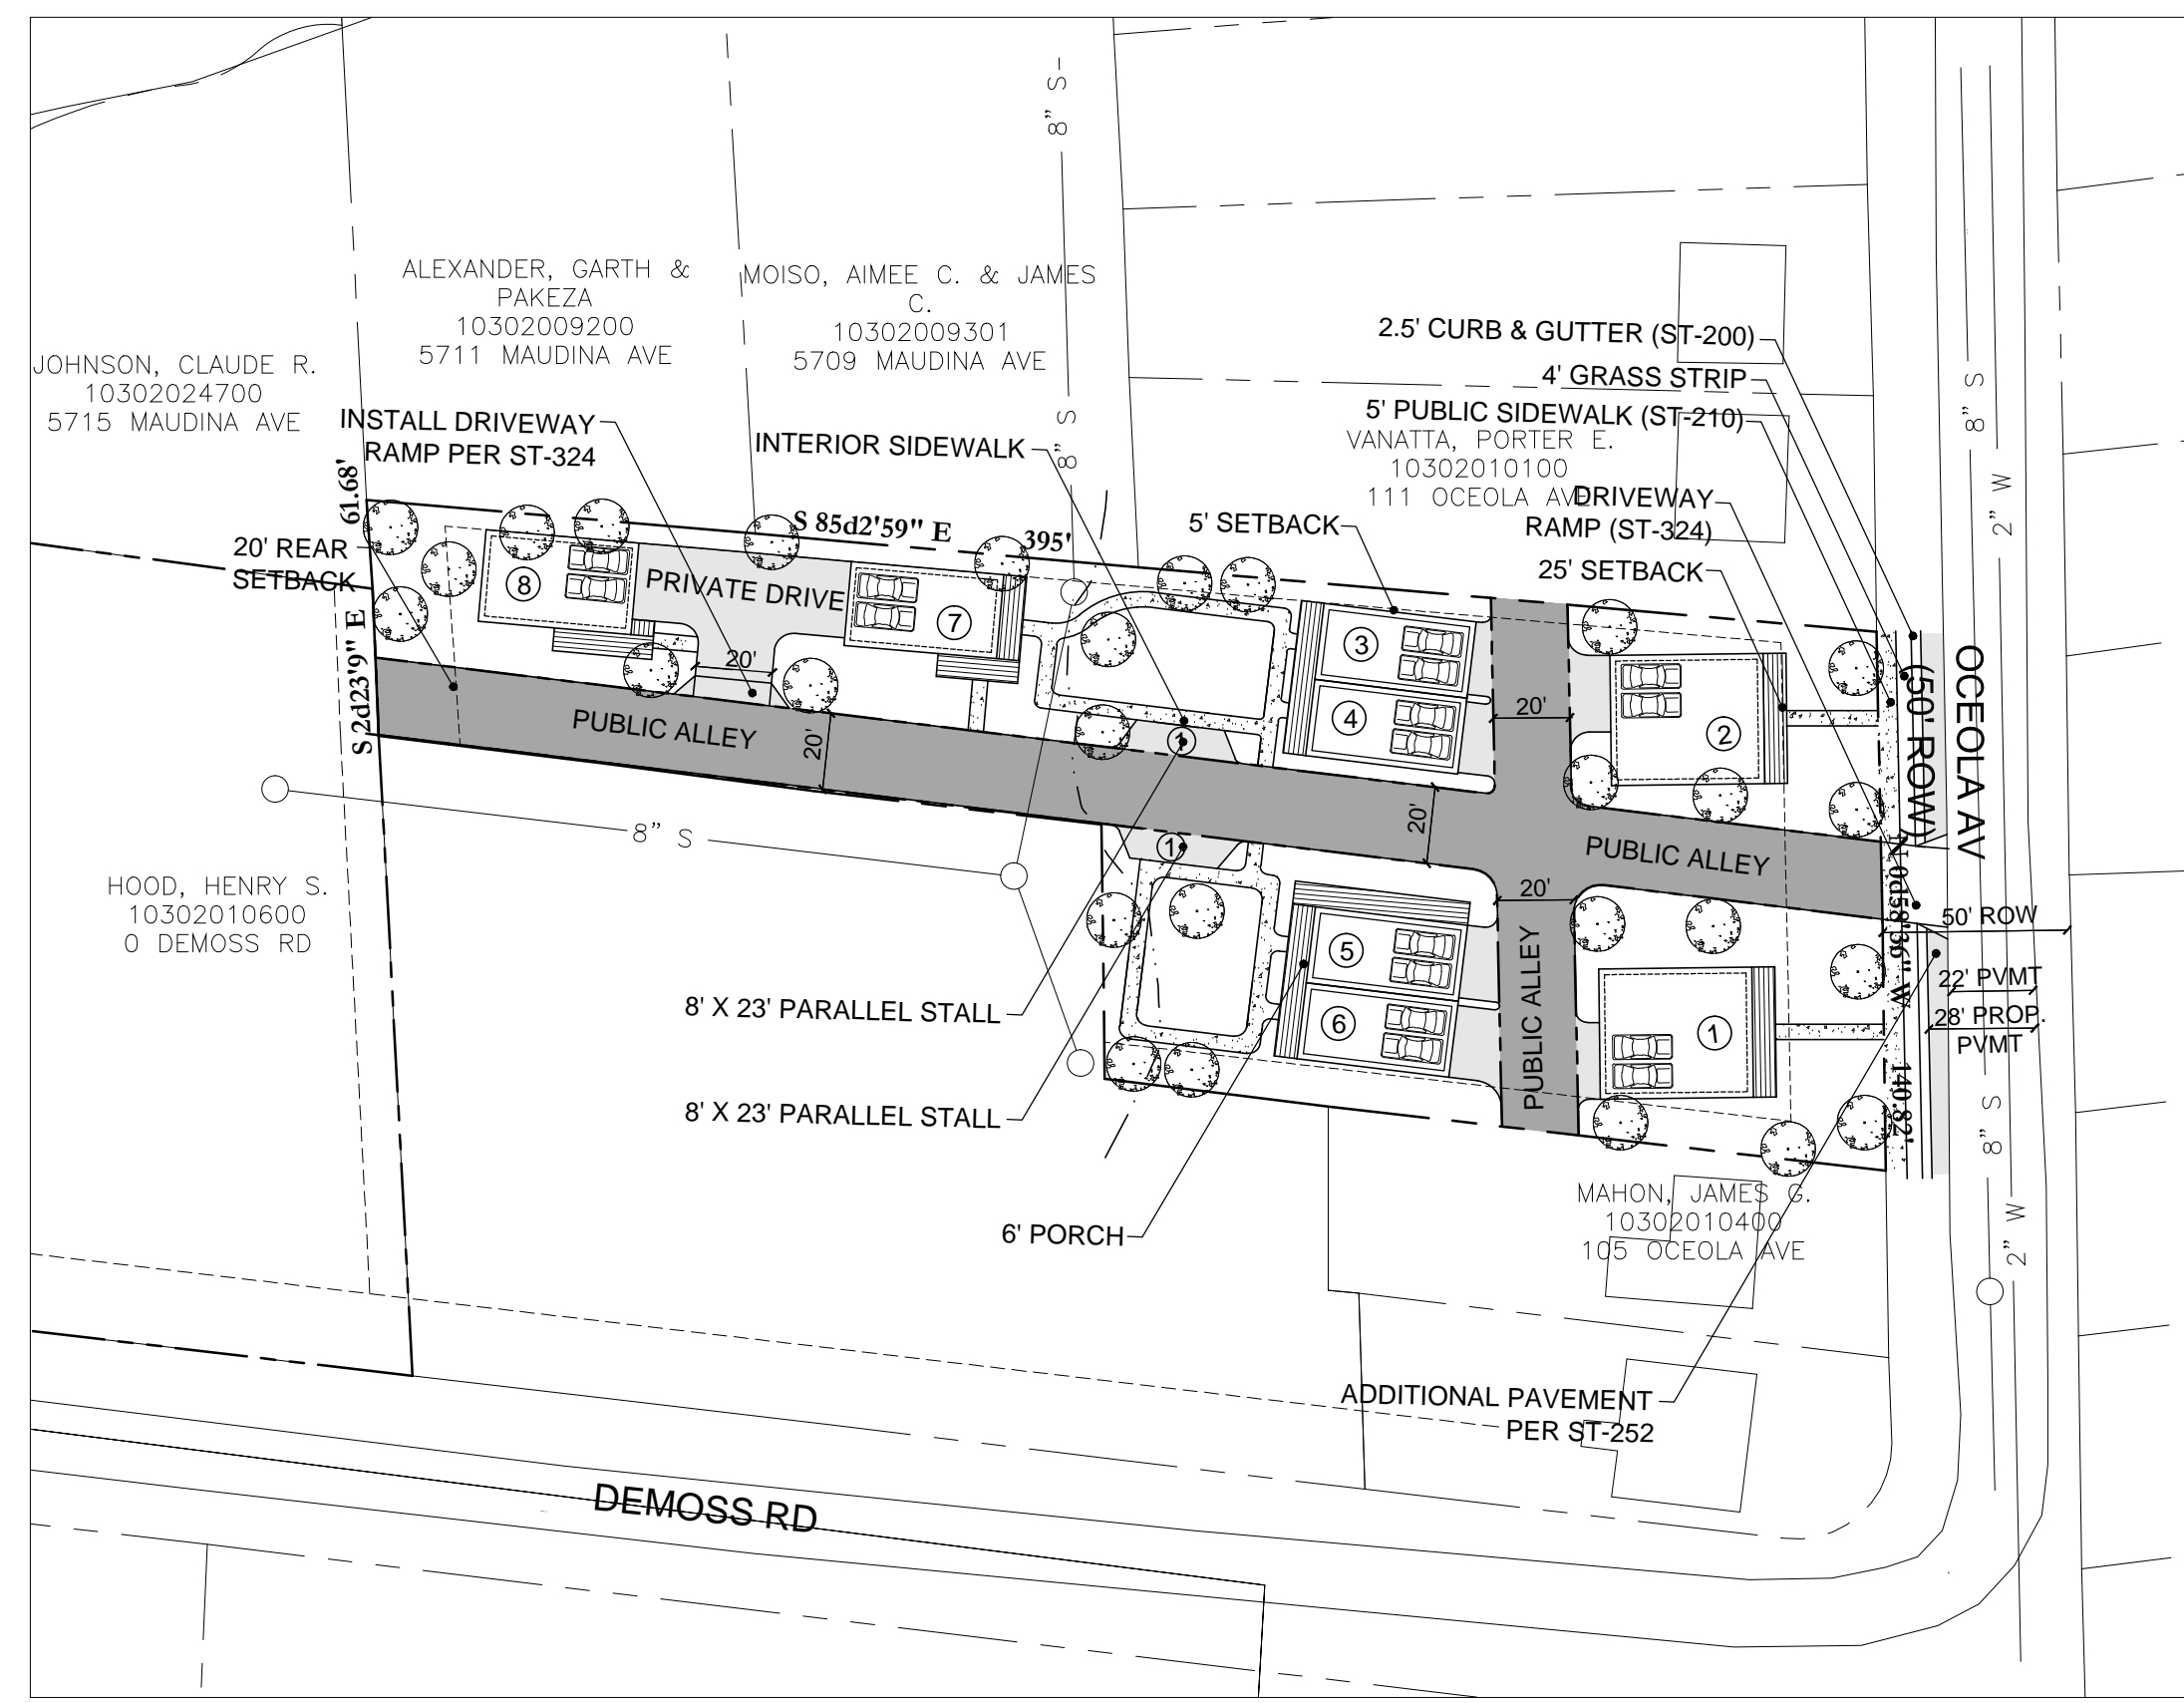 8" S
ALEXANDER, GARTH &
PAKEZA
10302009200
5711 MAUDINA AVE
MOISO, AIMEE C. & JAMES
C.
10302009301
5709 MAUDINA AVE
JOHNSON, CLAUDE R.
10302024700
5715 MAUDINA AVE
2.5' CURB & GUTTER (ST-200)
4' GRASS STRIP
5' PUBLIC SIDEWALK (ST-210)
VANATTA, PORTER E.
10302010100
111 OCEOLA AVE
DRIVEWAY
RAMP (ST-324)
25' SETBACK
8" S
2" W
INSTALL DRIVEWAY
RAMP PER ST-324
INTERIOR SIDEWALK
8" S
5' SETBACK
61.68'
S 2d23'9" E
S 85d2'59" E
395'
20' REAR
SETBACK
8
PRIVATE DRIVE
7
20'
3
4
20'
2
OCEOLA AV
(50' ROW)
PUBLIC ALLEY
20'
1
20'
PUBLIC ALLEY
8" S
1
20'
N 0d58'36" W
140.82'
50' ROW
22' PVMT
28' PROP.
PVMT
HOOD, HENRY S.
10302010600
0 DEMOSS RD
5
6
PUBLIC ALLEY
1
8' X 23' PARALLEL STALL
8' X 23' PARALLEL STALL
8" S
2" W
6' PORCH
MAHON, JAMES G.
10302010400
105 OCEOLA AVE
ADDITIONAL PAVEMENT
PER ST-252
DEMOSS RD